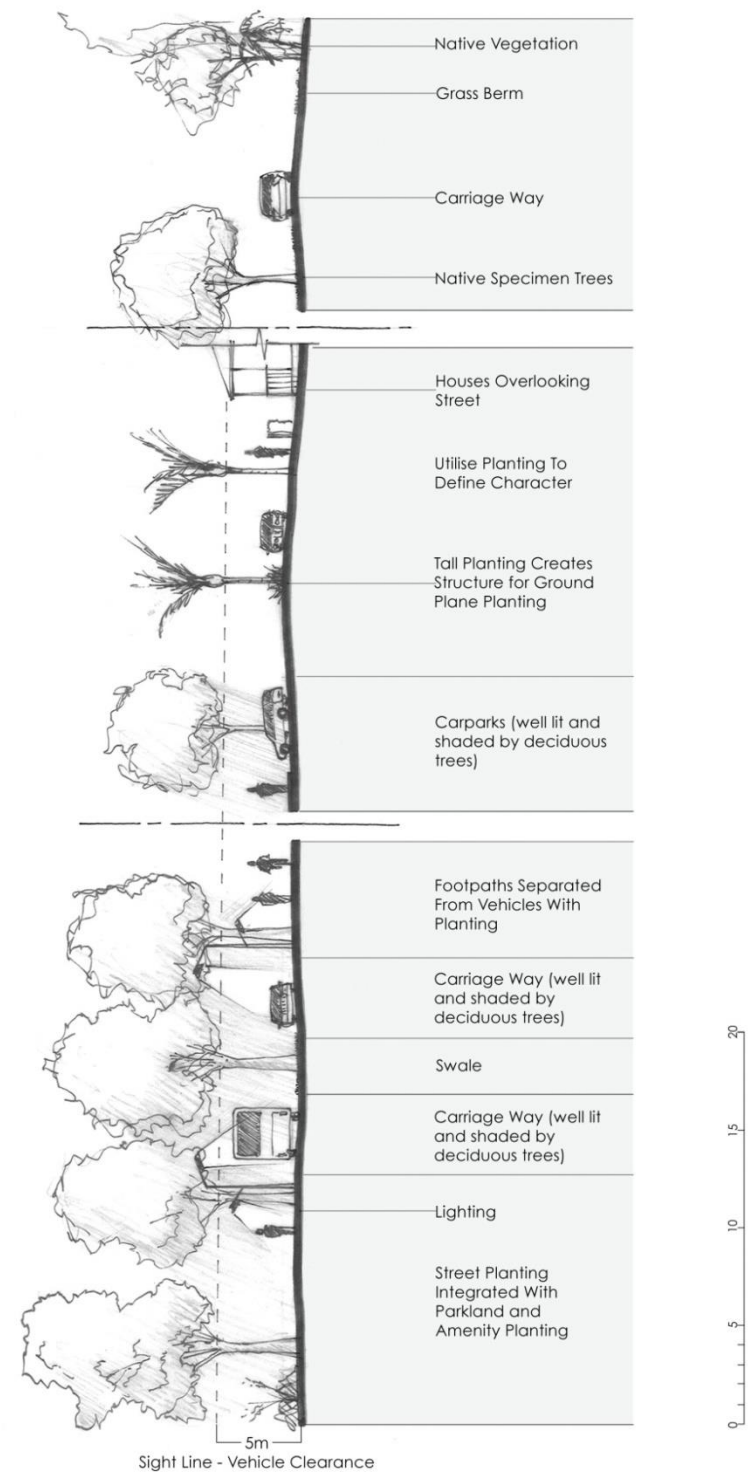 Native Vegetation
Grass Berm
Carriage Way
Native Specimen Trees
Houses Overlooking
Street
Utilise Planting To
Define Character
Tall Planting Creates
Structure for Ground
Plane Planting
Carparks (well lit and
shaded by deciduous
trees)
Footpaths Separated
From Vehicles With
Planting
Carriage Way (well lit
and shaded by
deciduous trees)
Swale
Carriage Way (well lit
and shaded by
deciduous trees)
Lighting
Street Planting
Integrated With
Parkland and
Amenity Planting
20
15
10
5
0
5m
Sight Line - Vehicle Clearance